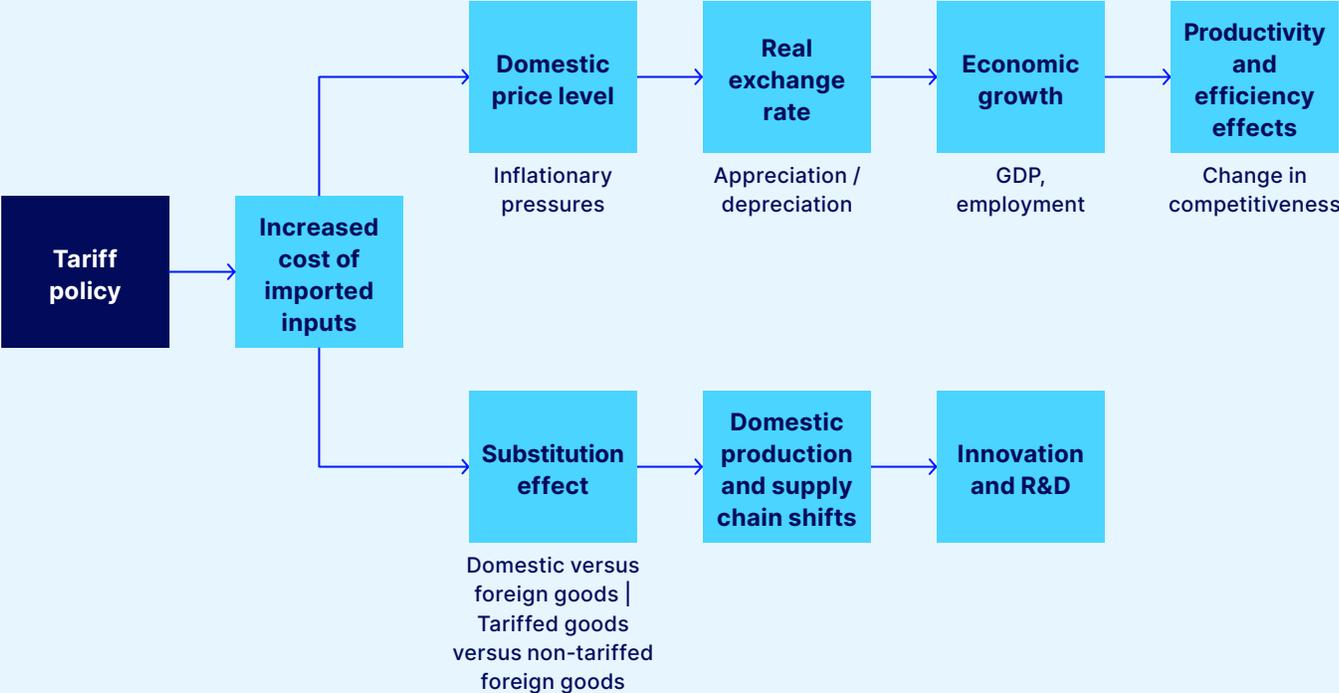 Domestic
price level
Inflationary
pressures
Real
exchange
rate
Appreciation /
depreciation
Economic
growth
GDP,
employment
Productivity
and
efficiency
effects
Change in
competitiveness
Tariff
policy
Increased
cost of
imported
inputs
Substitution
effect
Domestic versus
foreign goods |
Tariffed goods
versus non-tariffed
foreign goods
Domestic
production
and supply
chain shifts
Innovation
and R&D